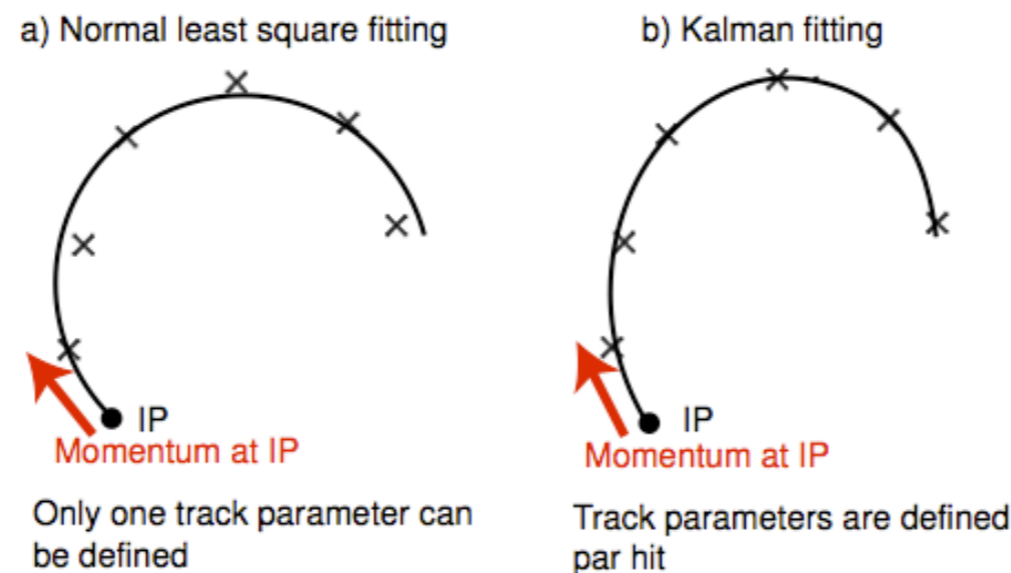 a) Normal least square fitting
b) Kalman fitting
IP
Momentum at IP
IP
Momentum at IP
Only one track parameter can
be defined
Track parameters are defined
par hit